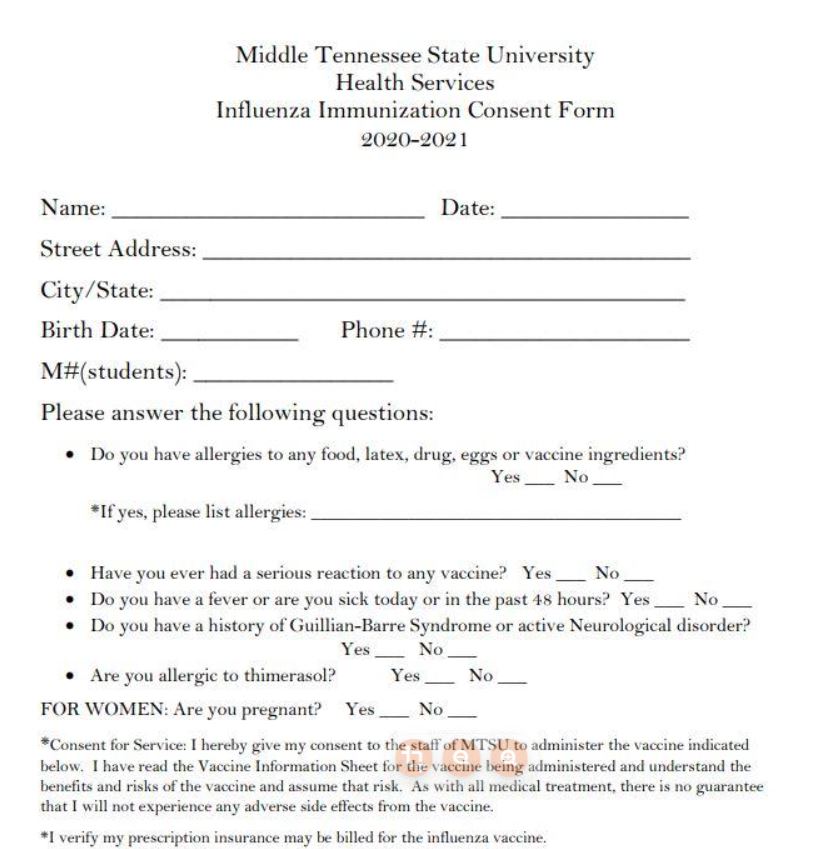 Middle Tennessee State University
Health Services
Influenza Immunization Consent Form
2020-2021
Name: ____________________ Date: ____________
Street Address: ____________________
City/State: ____________________
Birth Date: __________ Phone #: ____________________
M#(students): ______________
Please answer the following questions:
• Do you have allergies to any food, latex, drug, eggs or vaccine ingredients?
Yes ___ No ___
*If yes, please list allergies: ____________________
• Have you ever had a serious reaction to any vaccine? Yes ___ No ___
• Do you have a fever or are you sick today or in the past 48 hours? Yes ___ No ___
• Do you have a history of Guillian-Barre Syndrome or active Neurological disorder?
Yes ___ No ___
• Are you allergic to thimerasol? Yes ___ No ___
FOR WOMEN: Are you pregnant? Yes ___ No ___
*Consent for Service: I hereby give my consent to the staff of MTSU to administer the vaccine indicated
below. I have read the Vaccine Information Sheet for the vaccine being administered and understand the
benefits and risks of the vaccine and assume that risk. As with all medical treatment, there is no guarantee
that I will not experience any adverse side effects from the vaccine.
*I verify my prescription insurance may be billed for the influenza vaccine.